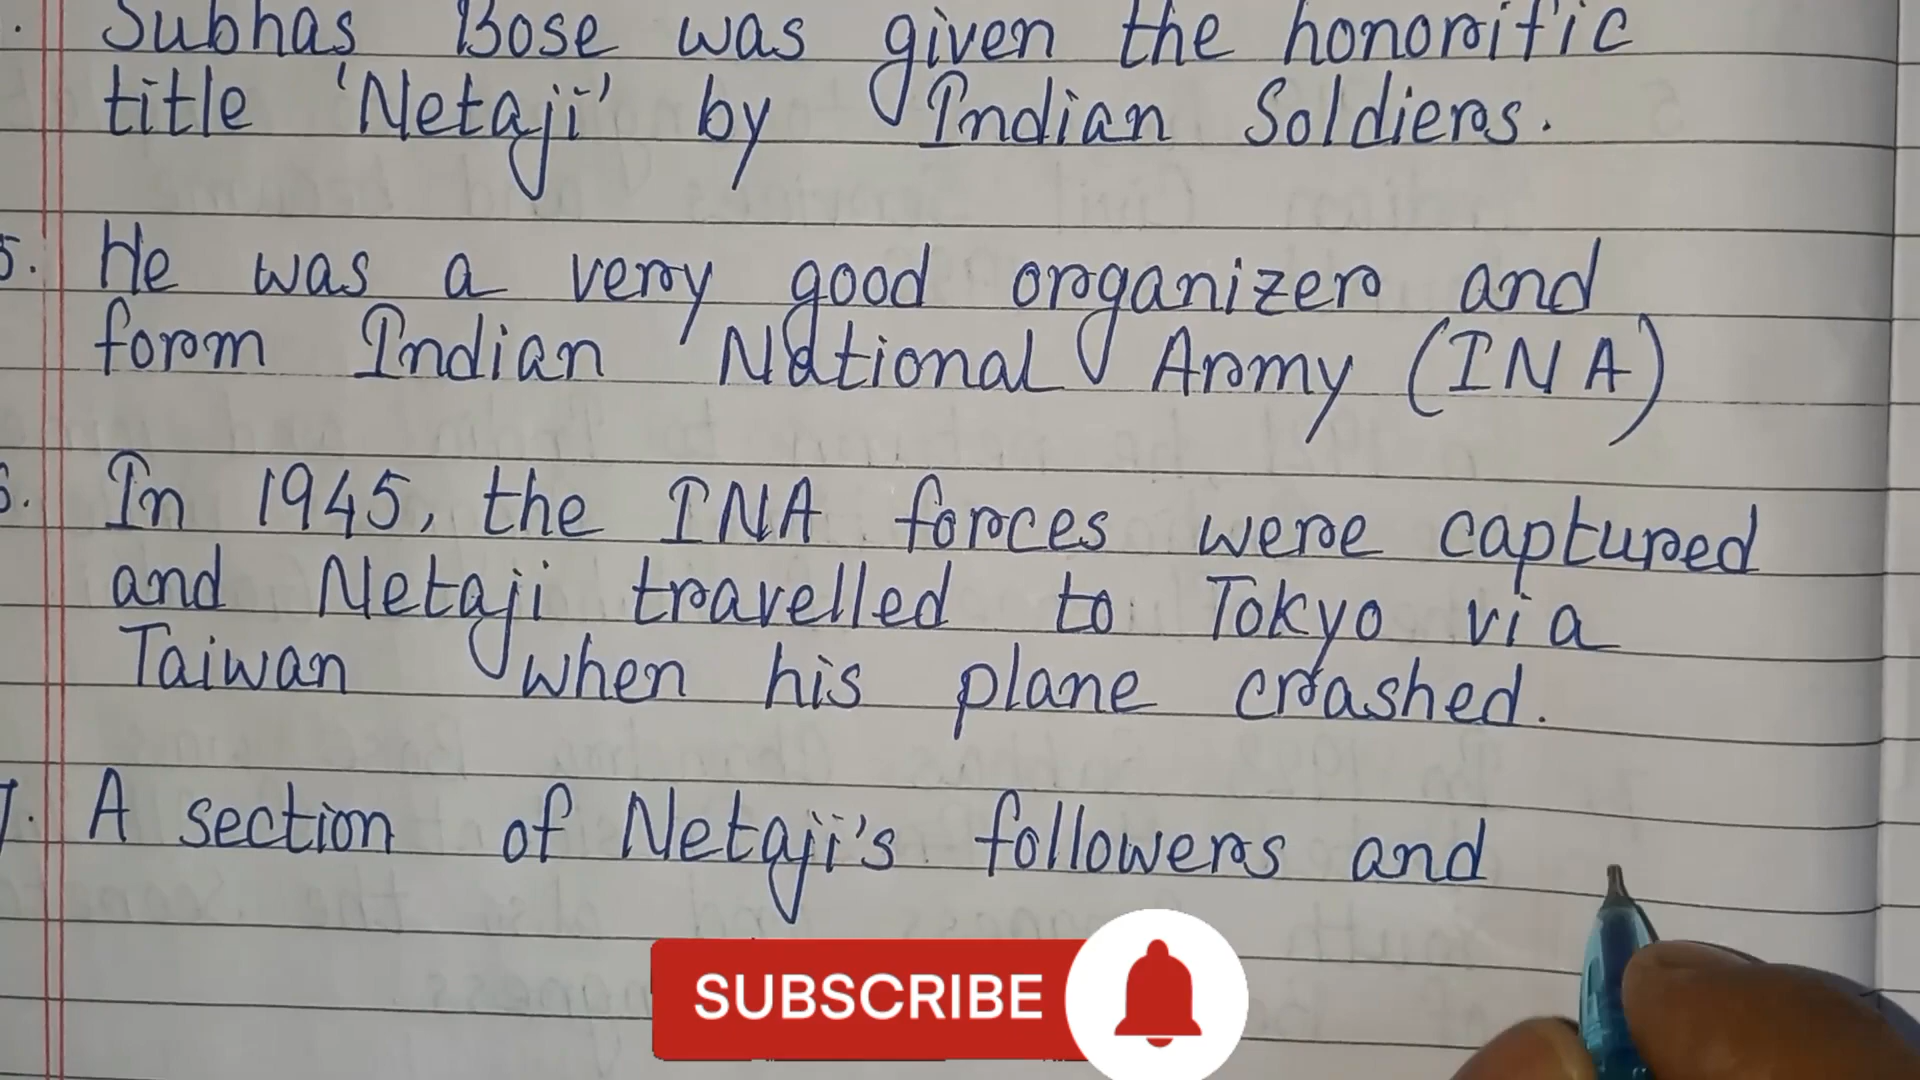 . Subhas Bose was given the honorific
title 'Netaji' by Indian Soldiers.
5. He was a very good organizer and
form Indian National Army (INA)
6. In 1945, the INA forces were captured
and Netaji travelled to Tokyo via
Taiwan when his plane crashed.
7. A section of Netaji's followers and
SUBSCRIBE